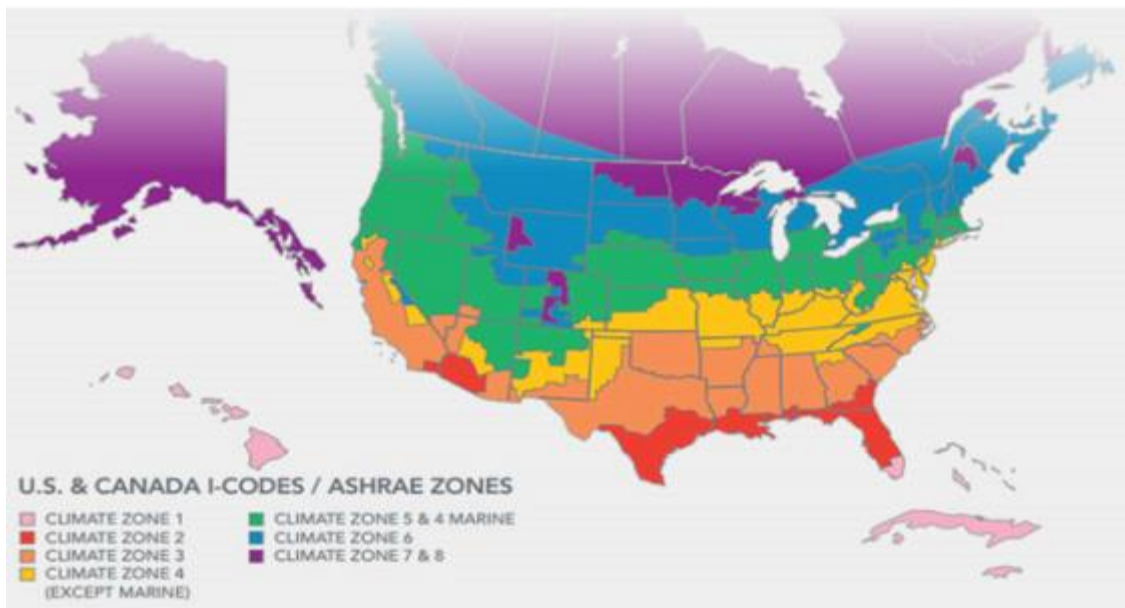 U.S. & CANADA I-CODES / ASHRAE ZONES
CLIMATE ZONE 1
CLIMATE ZONE 2
CLIMATE ZONE 3
CLIMATE ZONE 4
(EXCEPT MARINE)
CLIMATE ZONE 5 & 4 MARINE
CLIMATE ZONE 6
CLIMATE ZONE 7 & 8